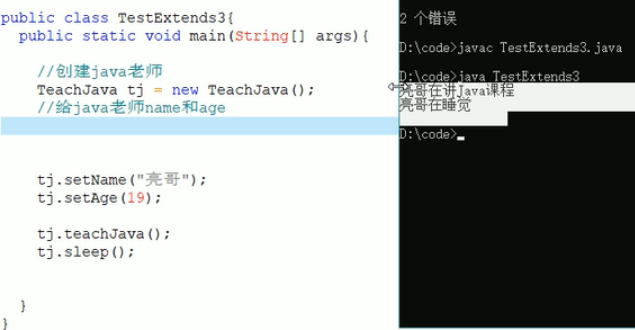 public class TestExtends3{
public static void main(String[] args){
//创建java老师
TeachJava tj = new TeachJava();
//给java老师name和age
tj.setName("亮哥");
tj.setAge(19);
tj.teachJava();
tj.sleep();
}
}
2 个错误
D:\code>javac TestExtends3.java
D:\code>java TestExtends3
亮哥在讲Java课程
亮哥在睡觉
D:\code>